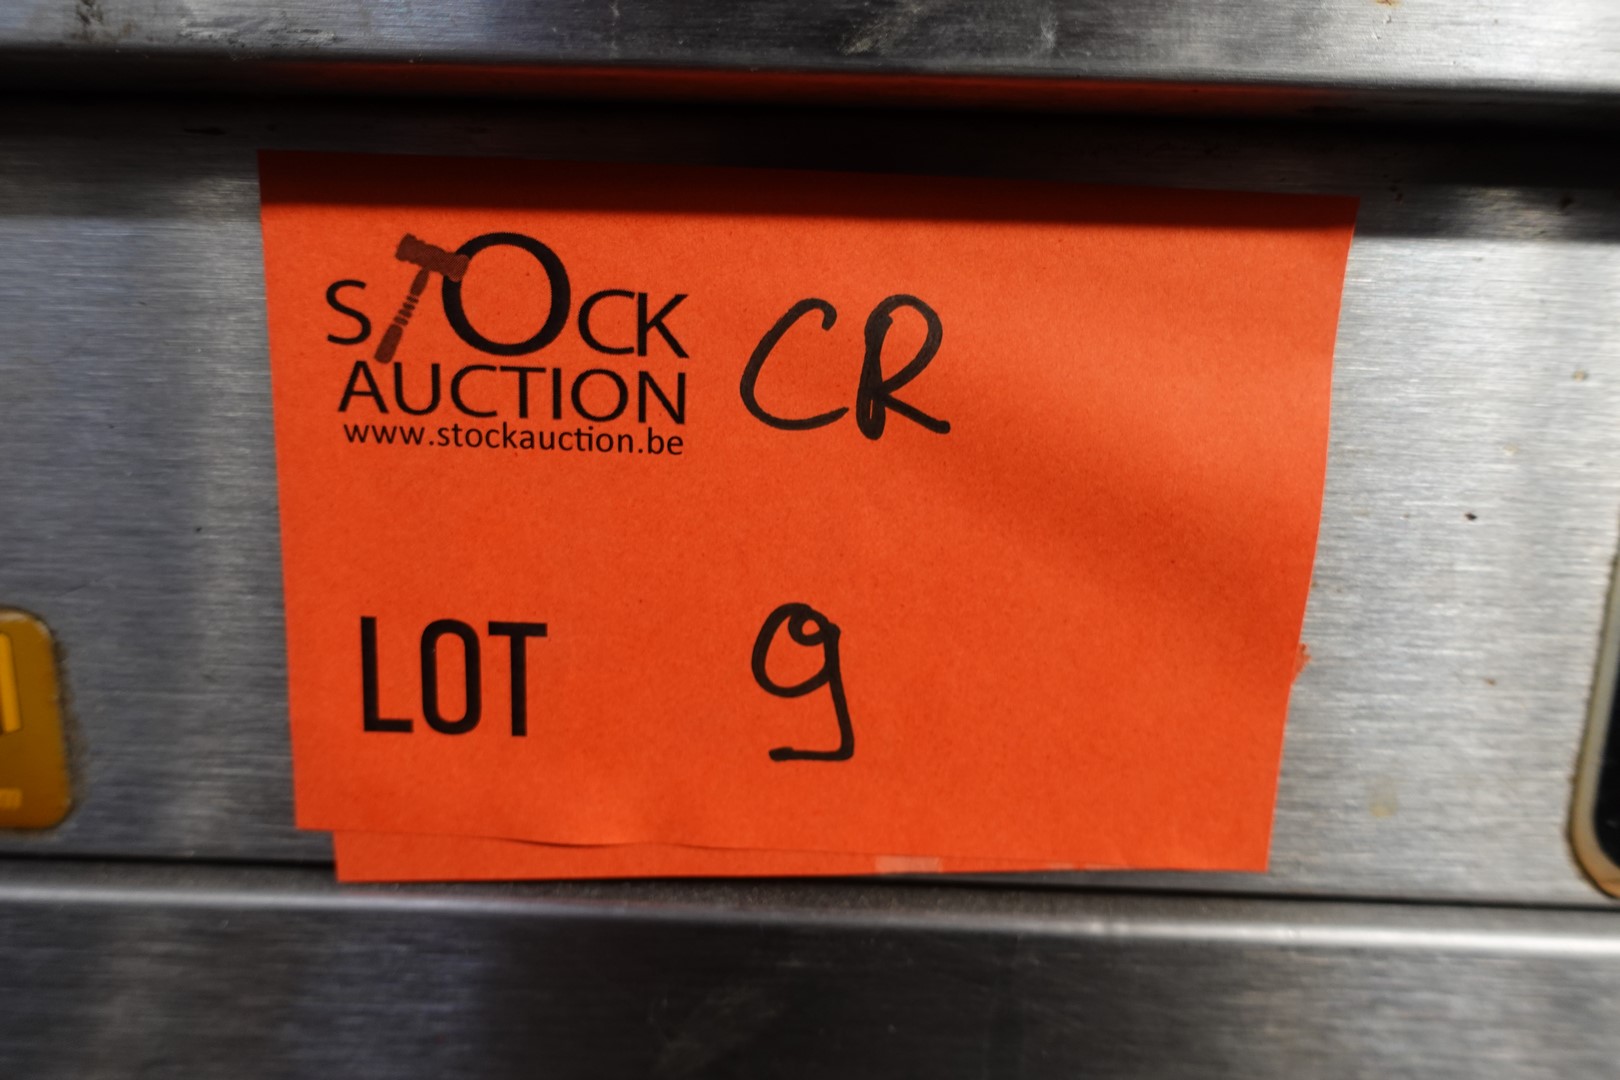 STOCK CR
AUCTION
www.stockauction.be
LOT 9